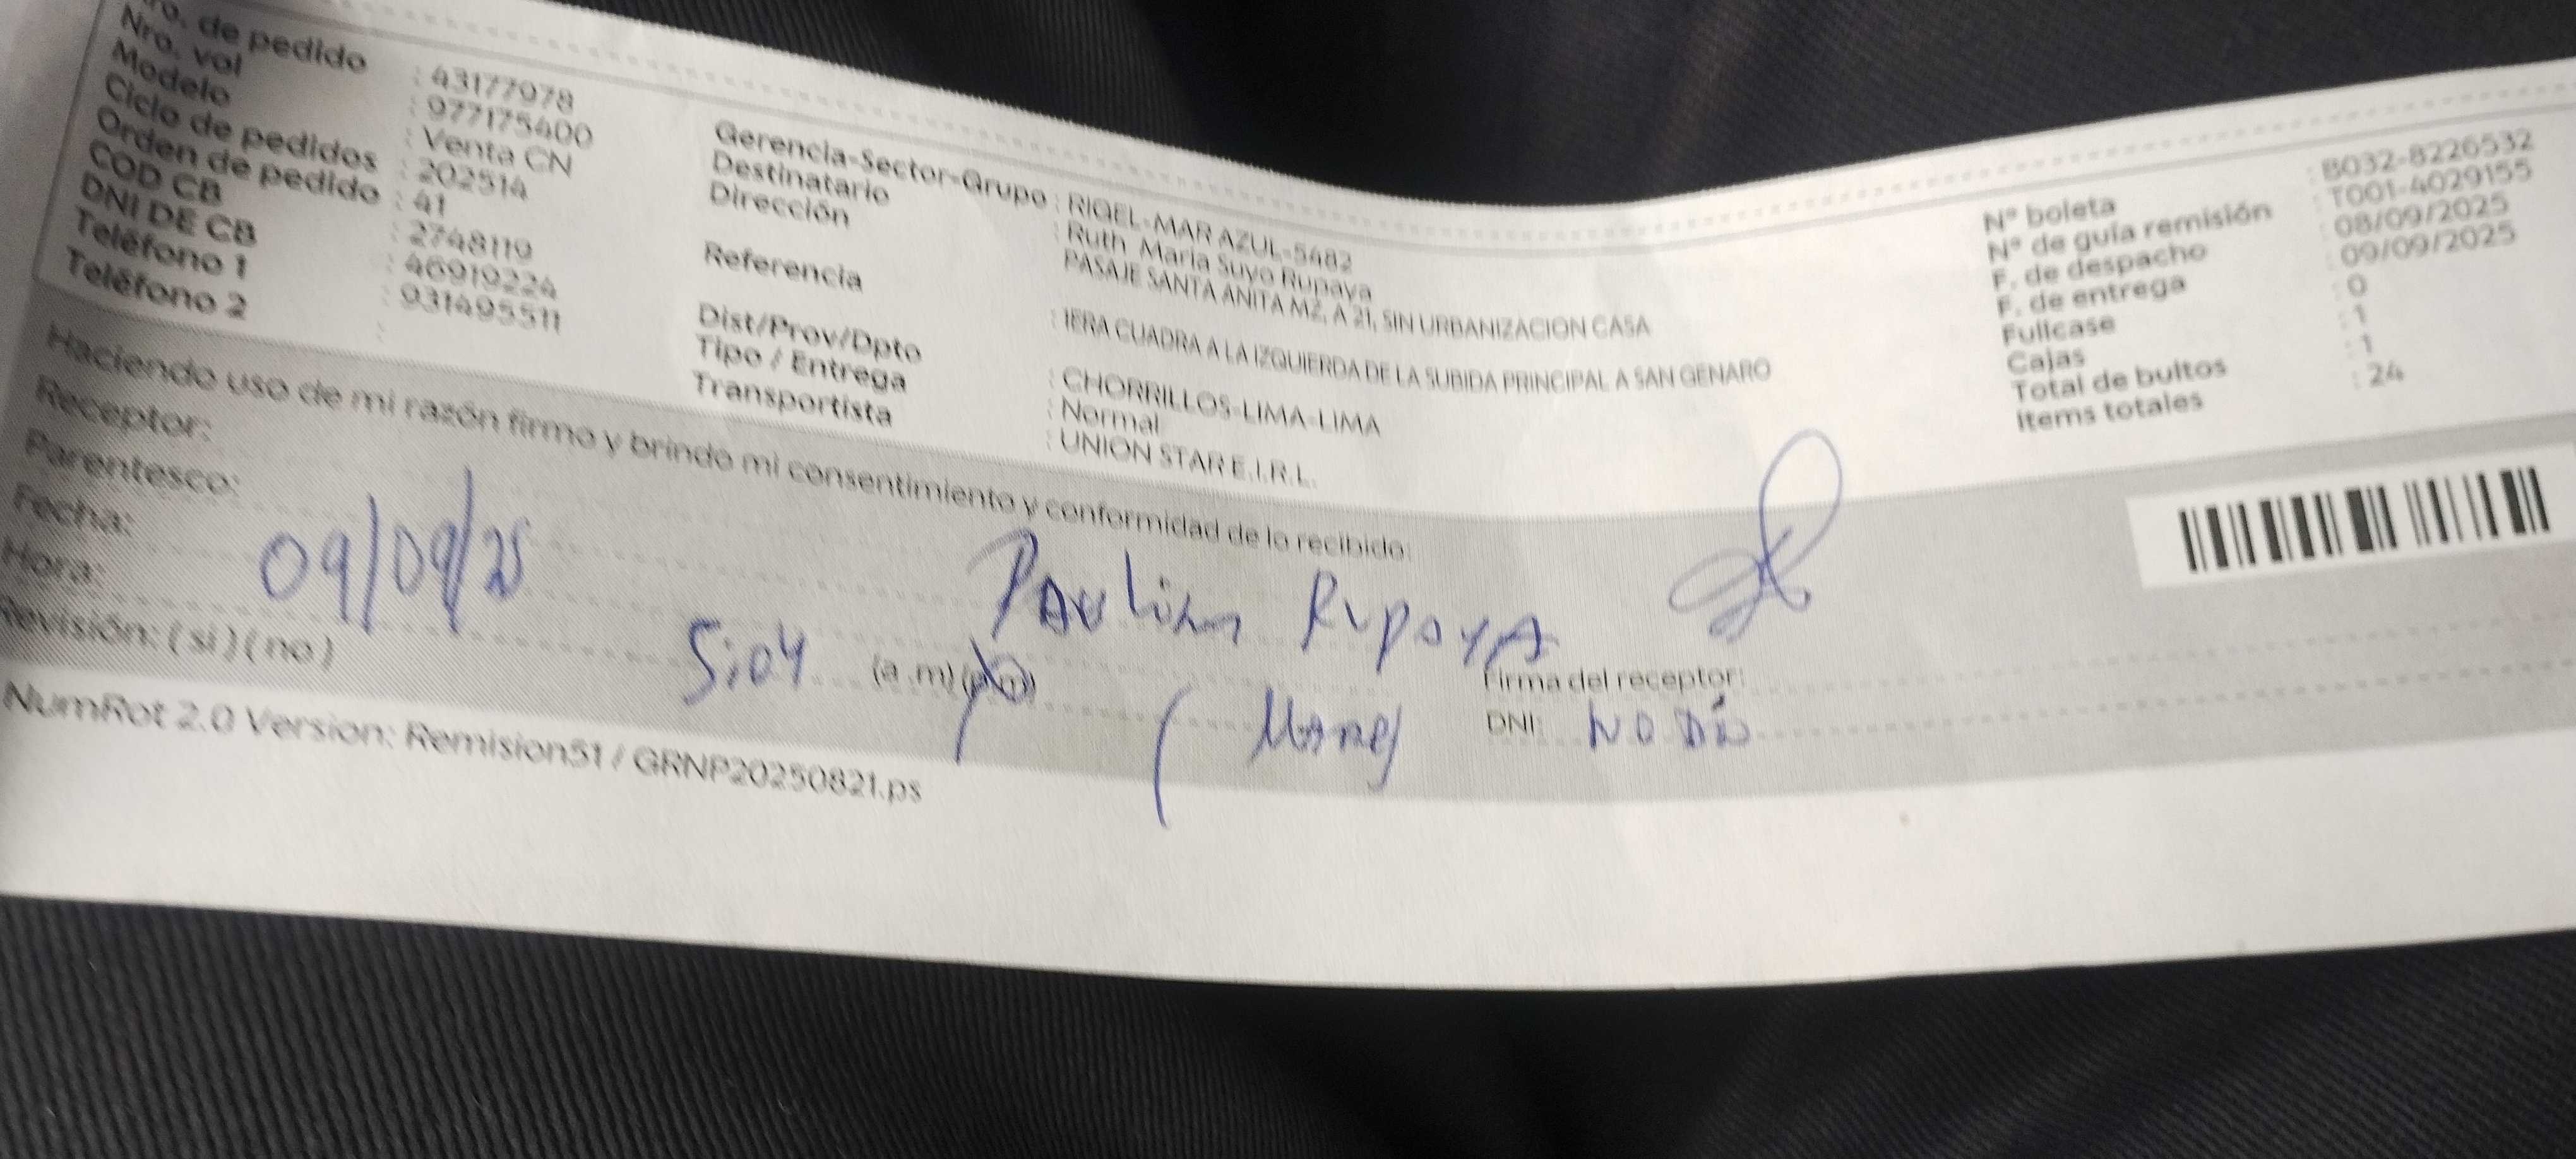 ro. de pedido : 43177978
Nro. vol : 977175400
Modelo : Venta CN
Ciclo de pedidos : 202514
Orden de pedido : 41
COD CB : 2748119
DNI DE CB : 46919224
Teléfono 1 : 931495511
Teléfono 2 :
Gerencia-Sector-Grupo : RIGEL-MAR AZUL-5482
Destinatario : Ruth Maria Suyo Rupaya
Dirección : PASAJE SANTA ANITA MZ, A 21, SIN URBANIZACION CASA
Referencia : 1ERA CUADRA A LA IZQUIERDA DE LA SUBIDA PRINCIPAL A SAN GENARO
Dist/Prov/Dpto : CHORRILLOS-LIMA-LIMA
Tipo / Entrega : Normal
Transportista : UNION STAR E.I.R.L.
N° boleta : B032-8226532
N° de guía remisión : T001-4029155
F. de despacho : 08/09/2025
F. de entrega : 09/09/2025
Fullcase : 0
Cajas : 1
Total de bultos : 1
Items totales : 24
Haciendo uso de mi razón firmo y brindo mi consentimiento y conformidad de lo recibido:
Receptor: Paulina Rupaya
Parentesco:
Fecha: 09/09/25
Hora: 5:04 (a.m) (p.m)
Revisión: ( si ) ( no )
Firma del receptor:
DNI: NO DIO
NumRot 2.0 Version: Remision51 / GRNP20250821.ps